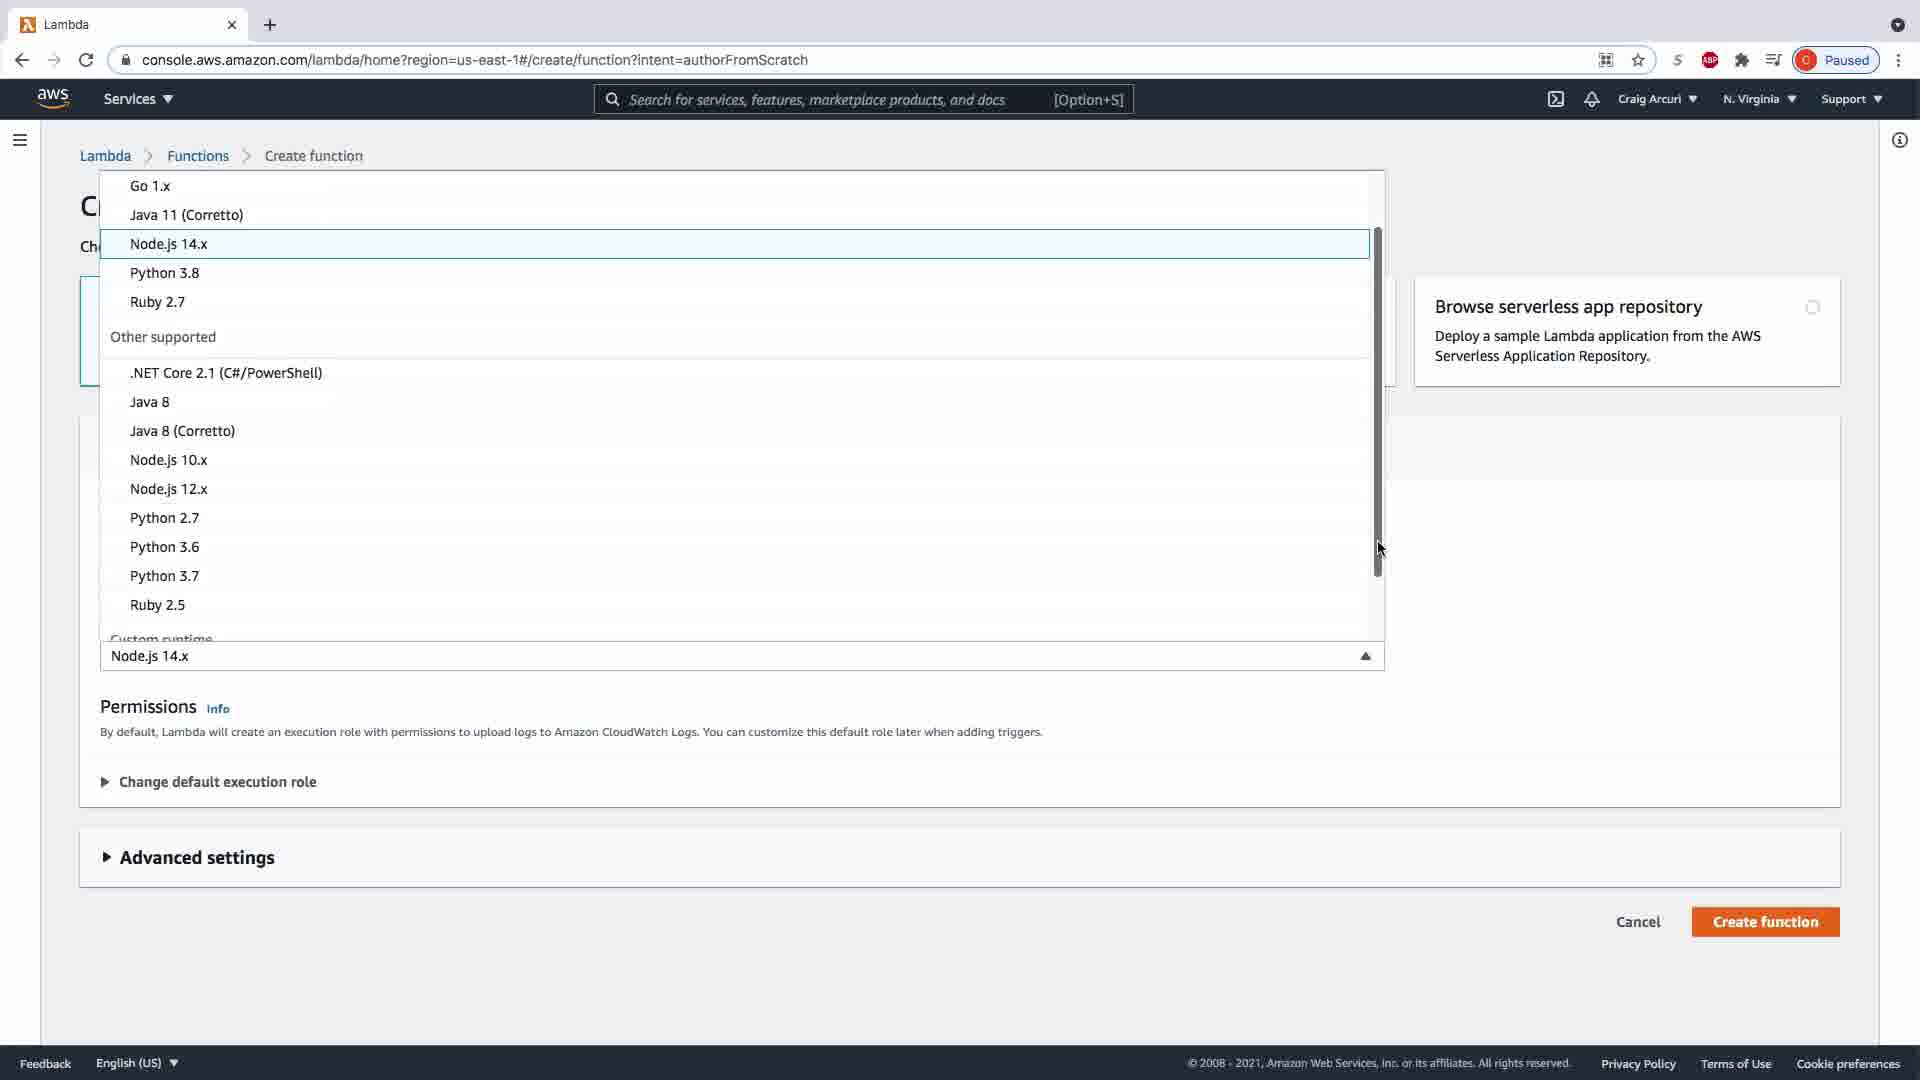 Lambda
console.aws.amazon.com/lambda/home?region=us-east-1#/create/function?intent=authorFromScratch
S
ABP
C
Paused
aws
Services
Search for services, features, marketplace products, and docs
[Option+S]
Craig Arcuri
N. Virginia
Support
Lambda
Functions
Create function
Go 1.x
Java 11 (Corretto)
Node.js 14.x
Python 3.8
Ruby 2.7
Other supported
.NET Core 2.1 (C#/PowerShell)
Java 8
Java 8 (Corretto)
Node.js 10.x
Node.js 12.x
Python 2.7
Python 3.6
Python 3.7
Ruby 2.5
Custom runtime
Node.js 14.x
Browse serverless app repository
Deploy a sample Lambda application from the AWS
Serverless Application Repository.
Permissions Info
By default, Lambda will create an execution role with permissions to upload logs to Amazon CloudWatch Logs. You can customize this default role later when adding triggers.
Change default execution role
Advanced settings
Cancel
Create function
Feedback
English (US)
© 2008 - 2021, Amazon Web Services, Inc. or its affiliates. All rights reserved.
Privacy Policy
Terms of Use
Cookie preferences